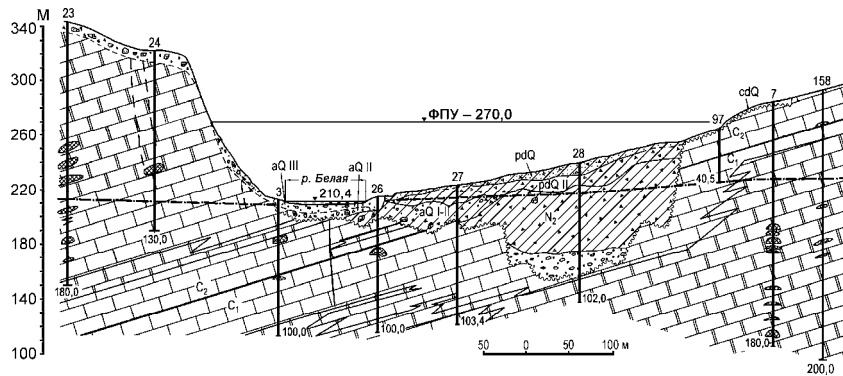 М
340
300
260
220
180
140
100
23
24
ФПУ – 270,0
97
cdQ
7
158
C2
C1
40,5
28
pdQ
27
pdQ II
N2
aQ III
р. Белая
aQ II
210,4
3
26
aQ I-II
130,0
180,0
C2
C1
100,0
100,0
103,4
102,0
180,0
200,0
50 0 50 100 м